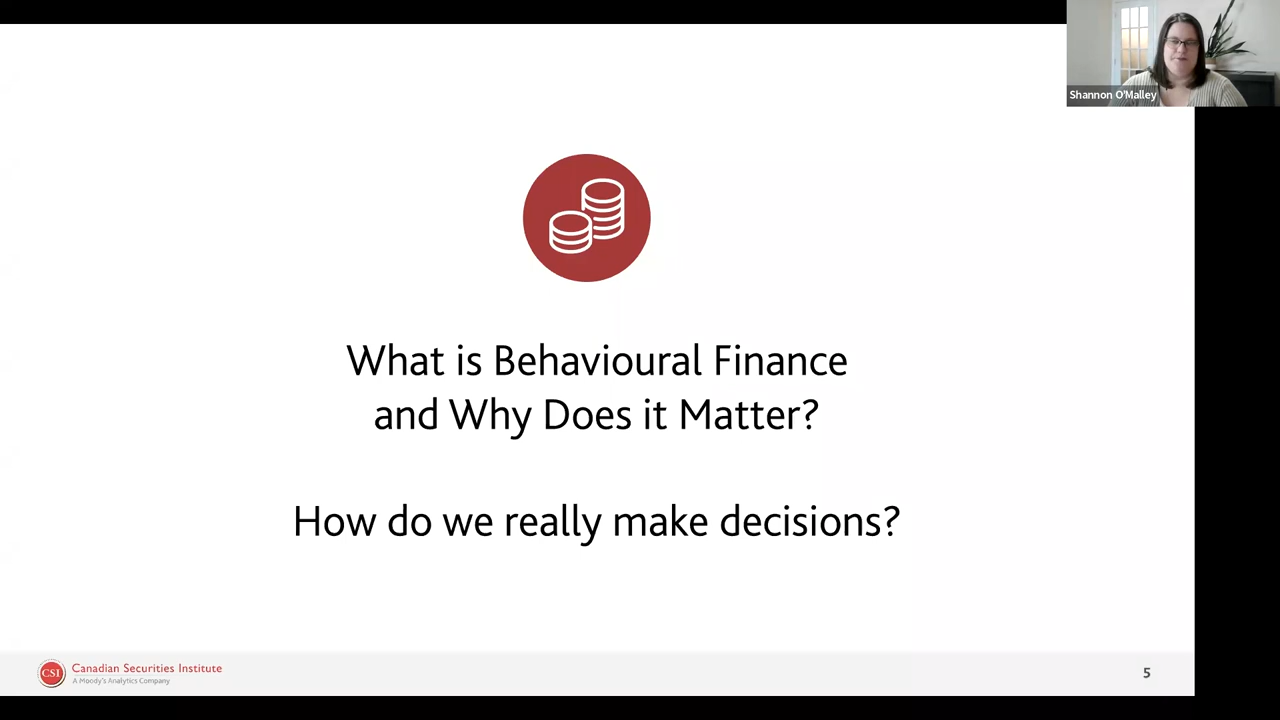 Shannon O'Malley
What is Behavioural Finance
and Why Does it Matter?
How do we really make decisions?
CSI
Canadian Securities Institute
A Moody's Analytics Company
5